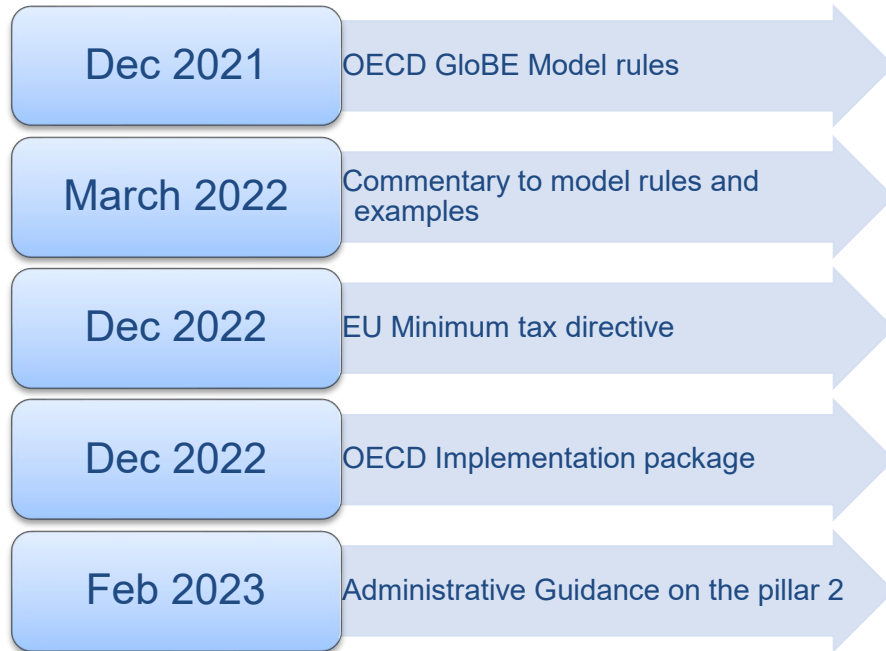 Dec 2021
OECD GloBE Model rules
March 2022
Commentary to model rules and
examples
Dec 2022
EU Minimum tax directive
Dec 2022
OECD Implementation package
Feb 2023
Administrative Guidance on the pillar 2